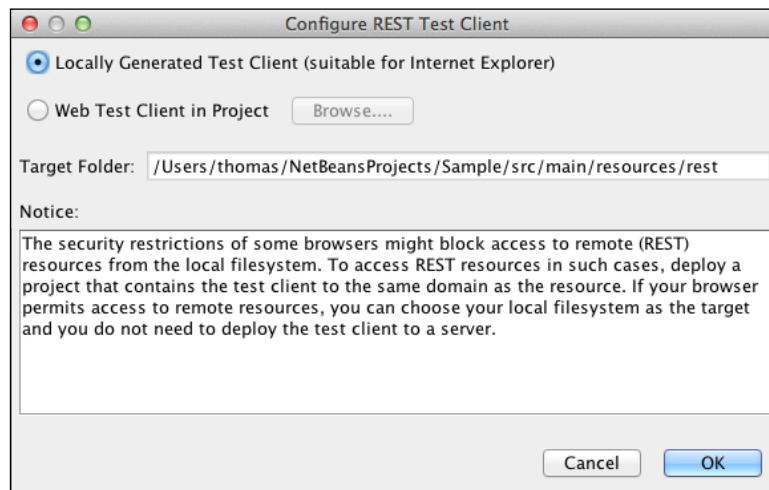 Configure REST Test Client
Locally Generated Test Client (suitable for Internet Explorer)
Web Test Client in Project Browse....
Target Folder: /Users/thomas/NetBeansProjects/Sample/src/main/resources/rest
Notice:
The security restrictions of some browsers might block access to remote (REST)
resources from the local filesystem. To access REST resources in such cases, deploy a
project that contains the test client to the same domain as the resource. If your browser
permits access to remote resources, you can choose your local filesystem as the target
and you do not need to deploy the test client to a server.
Cancel OK